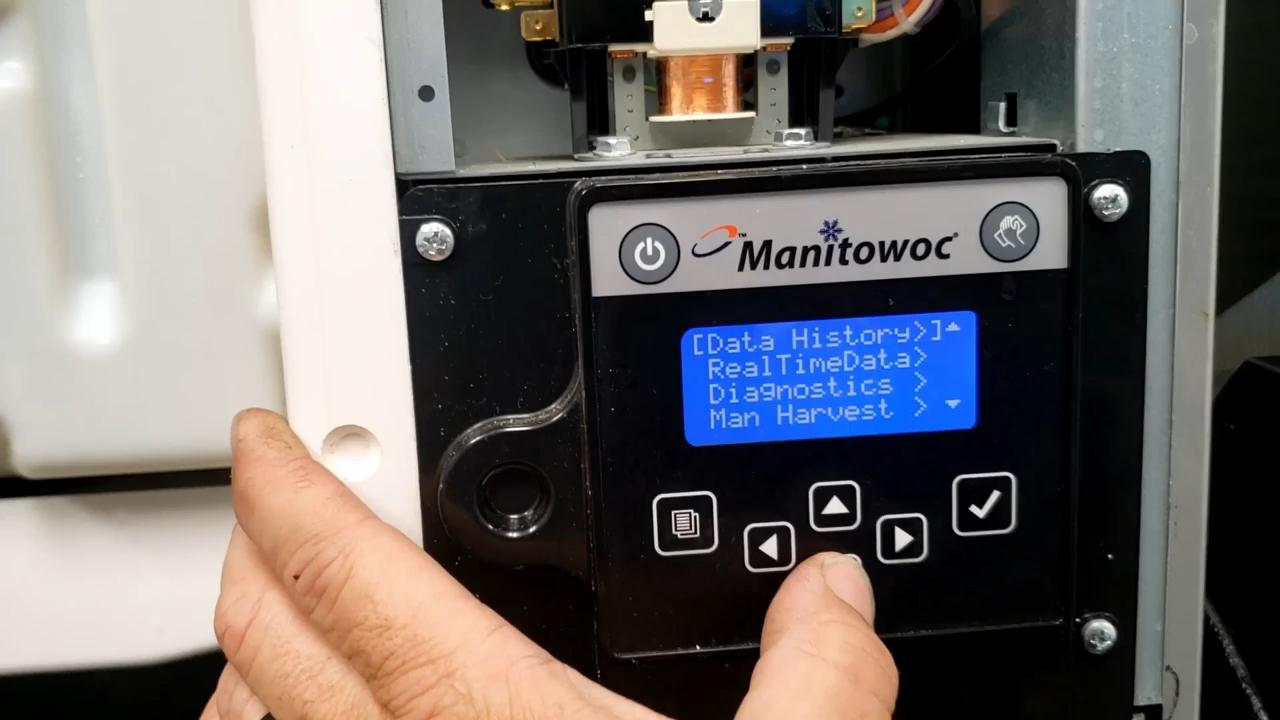 Manitowoc®
[Data History>]
RealTimeData>
Diagnostics >
Man Harvest >